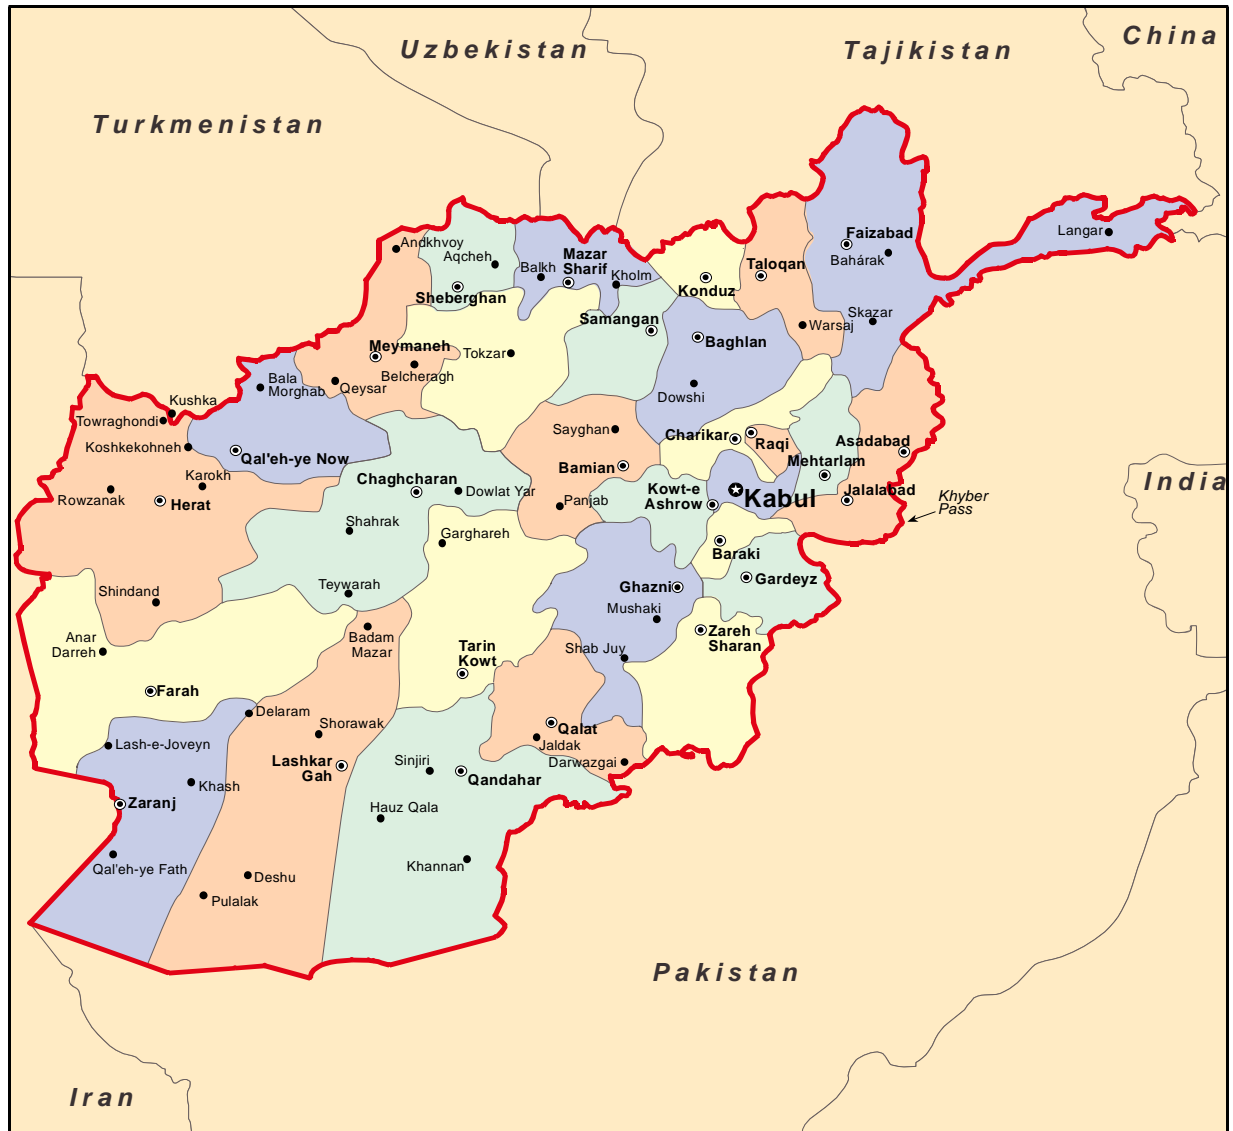 China
Uzbekistan
Tajikistan
Turkmenistan
Langar
Faizabad
Andkhvoy
Aqcheh
Mazar
Sharif
Bahárak
Balkh
Kholm
Taloqan
Konduz
Sheberghan
Skazar
Samangan
Warsaj
Baghlan
Meymaneh
Tokzar
Belcheragh
Bala
Morghab
Qeysar
Dowshi
Kushka
Towraghondi
Sayghan
Charikar
Raqi
Asadabad
Koshkekohneh
Qal'eh-ye Now
Mehtarlam
Bamian
Karokh
Chaghcharan
India
Rowzanak
Herat
Dowlat Yar
Panjab
Kowt-e
Ashrow
Kabul
Jalalabad
Khyber
Pass
Shahrak
Garghareh
Baraki
Gardeyz
Teywarah
Ghazni
Shindand
Mushaki
Anar
Darreh
Badam
Mazar
Tarin
Kowt
Shab Juy
Zareh
Sharan
Farah
Delaram
Shorawak
Qalat
Jaldak
Lash-e-Joveyn
Lashkar
Gah
Sinjiri
Qandahar
Darwazgai
Khash
Zaranj
Hauz Qala
Qal'eh-ye Fath
Khannan
Deshu
Pulalak
Pakistan
Iran